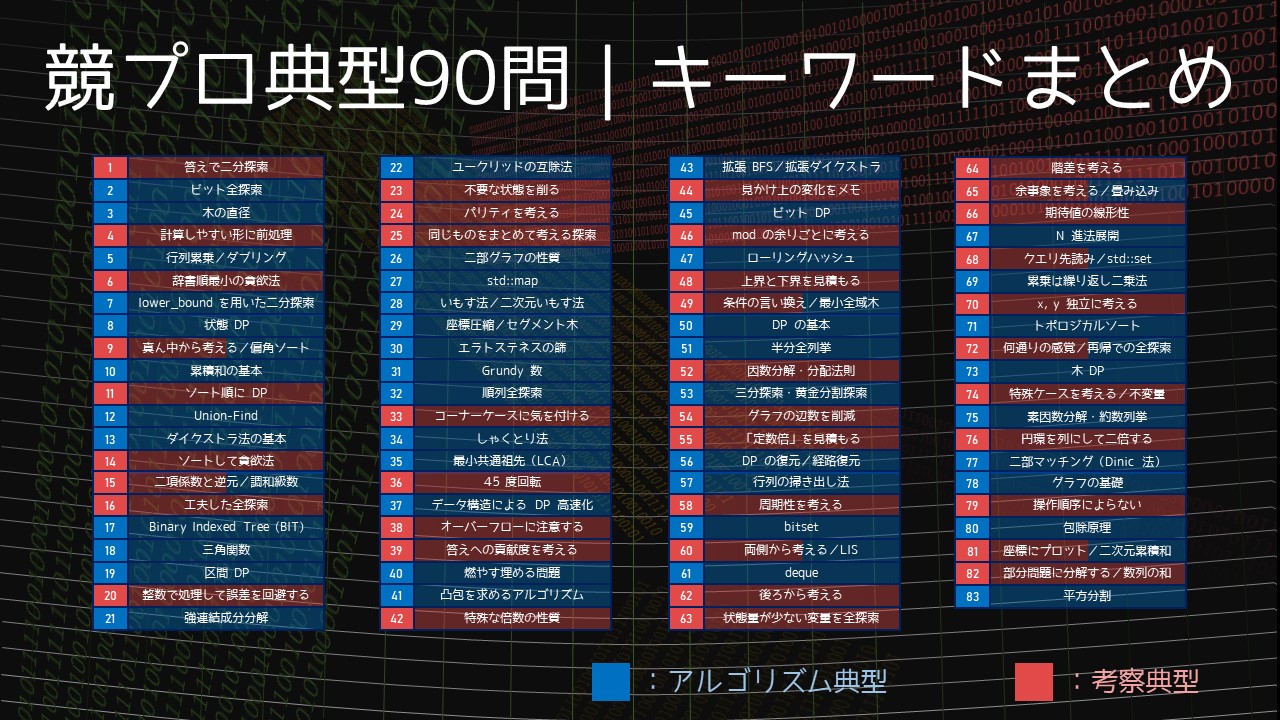 競プロ典型90問 | キーワードまとめ
1 答えで二分探索
2 ビット全探索
3 木の直径
4 計算しやすい形に前処理
5 行列累乗／ダブリング
6 辞書順最小の貪欲法
7 lower_bound を用いた二分探索
8 状態 DP
9 真ん中から考える／偏角ソート
10 累積和の基本
11 ソート順に DP
12 Union-Find
13 ダイクストラ法の基本
14 ソートして貪欲法
15 二項係数と逆元／調和級数
16 工夫した全探索
17 Binary Indexed Tree (BIT)
18 三角関数
19 区間 DP
20 整数で処理して誤差を回避する
21 強連結成分分解
22 ユークリッドの互除法
23 不要な状態を削る
24 パリティを考える
25 同じものをまとめて考える探索
26 二部グラフの性質
27 std::map
28 いもす法／二次元いもす法
29 座標圧縮／セグメント木
30 エラトステネスの篩
31 Grundy 数
32 順列全探索
33 コーナーケースに気を付ける
34 しゃくとり法
35 最小共通祖先（LCA）
36 45 度回転
37 データ構造による DP 高速化
38 オーバーフローに注意する
39 答えへの貢献度を考える
40 燃やす埋める問題
41 凸包を求めるアルゴリズム
42 特殊な倍数の性質
43 拡張 BFS／拡張ダイクストラ
44 見かけ上の変化をメモ
45 ビット DP
46 mod の余りごとに考える
47 ローリングハッシュ
48 上界と下界を見積もる
49 条件の言い換え／最小全域木
50 DP の基本
51 半分全列挙
52 因数分解・分配法則
53 三分探索・黄金分割探索
54 グラフの辺数を削減
55 「定数倍」を見積もる
56 DP の復元／経路復元
57 行列の掃き出し法
58 周期性を考える
59 bitset
60 両側から考える／LIS
61 deque
62 後ろから考える
63 状態量が少ない変量を全探索
64 階差を考える
65 余事象を考える／畳み込み
66 期待値の線形性
67 N 進法展開
68 クエリ先読み／std::set
69 累乗は繰り返し二乗法
70 x, y 独立に考える
71 トポロジカルソート
72 何通りの感覚／再帰での全探索
73 木 DP
74 特殊ケースを考える／不変量
75 素因数分解・約数列挙
76 円環を列にして二倍する
77 二部マッチング（Dinic 法）
78 グラフの基礎
79 操作順序によらない
80 包除原理
81 座標にプロット／二次元累積和
82 部分問題に分解する／数列の和
83 平方分割
：アルゴリズム典型
：考察典型